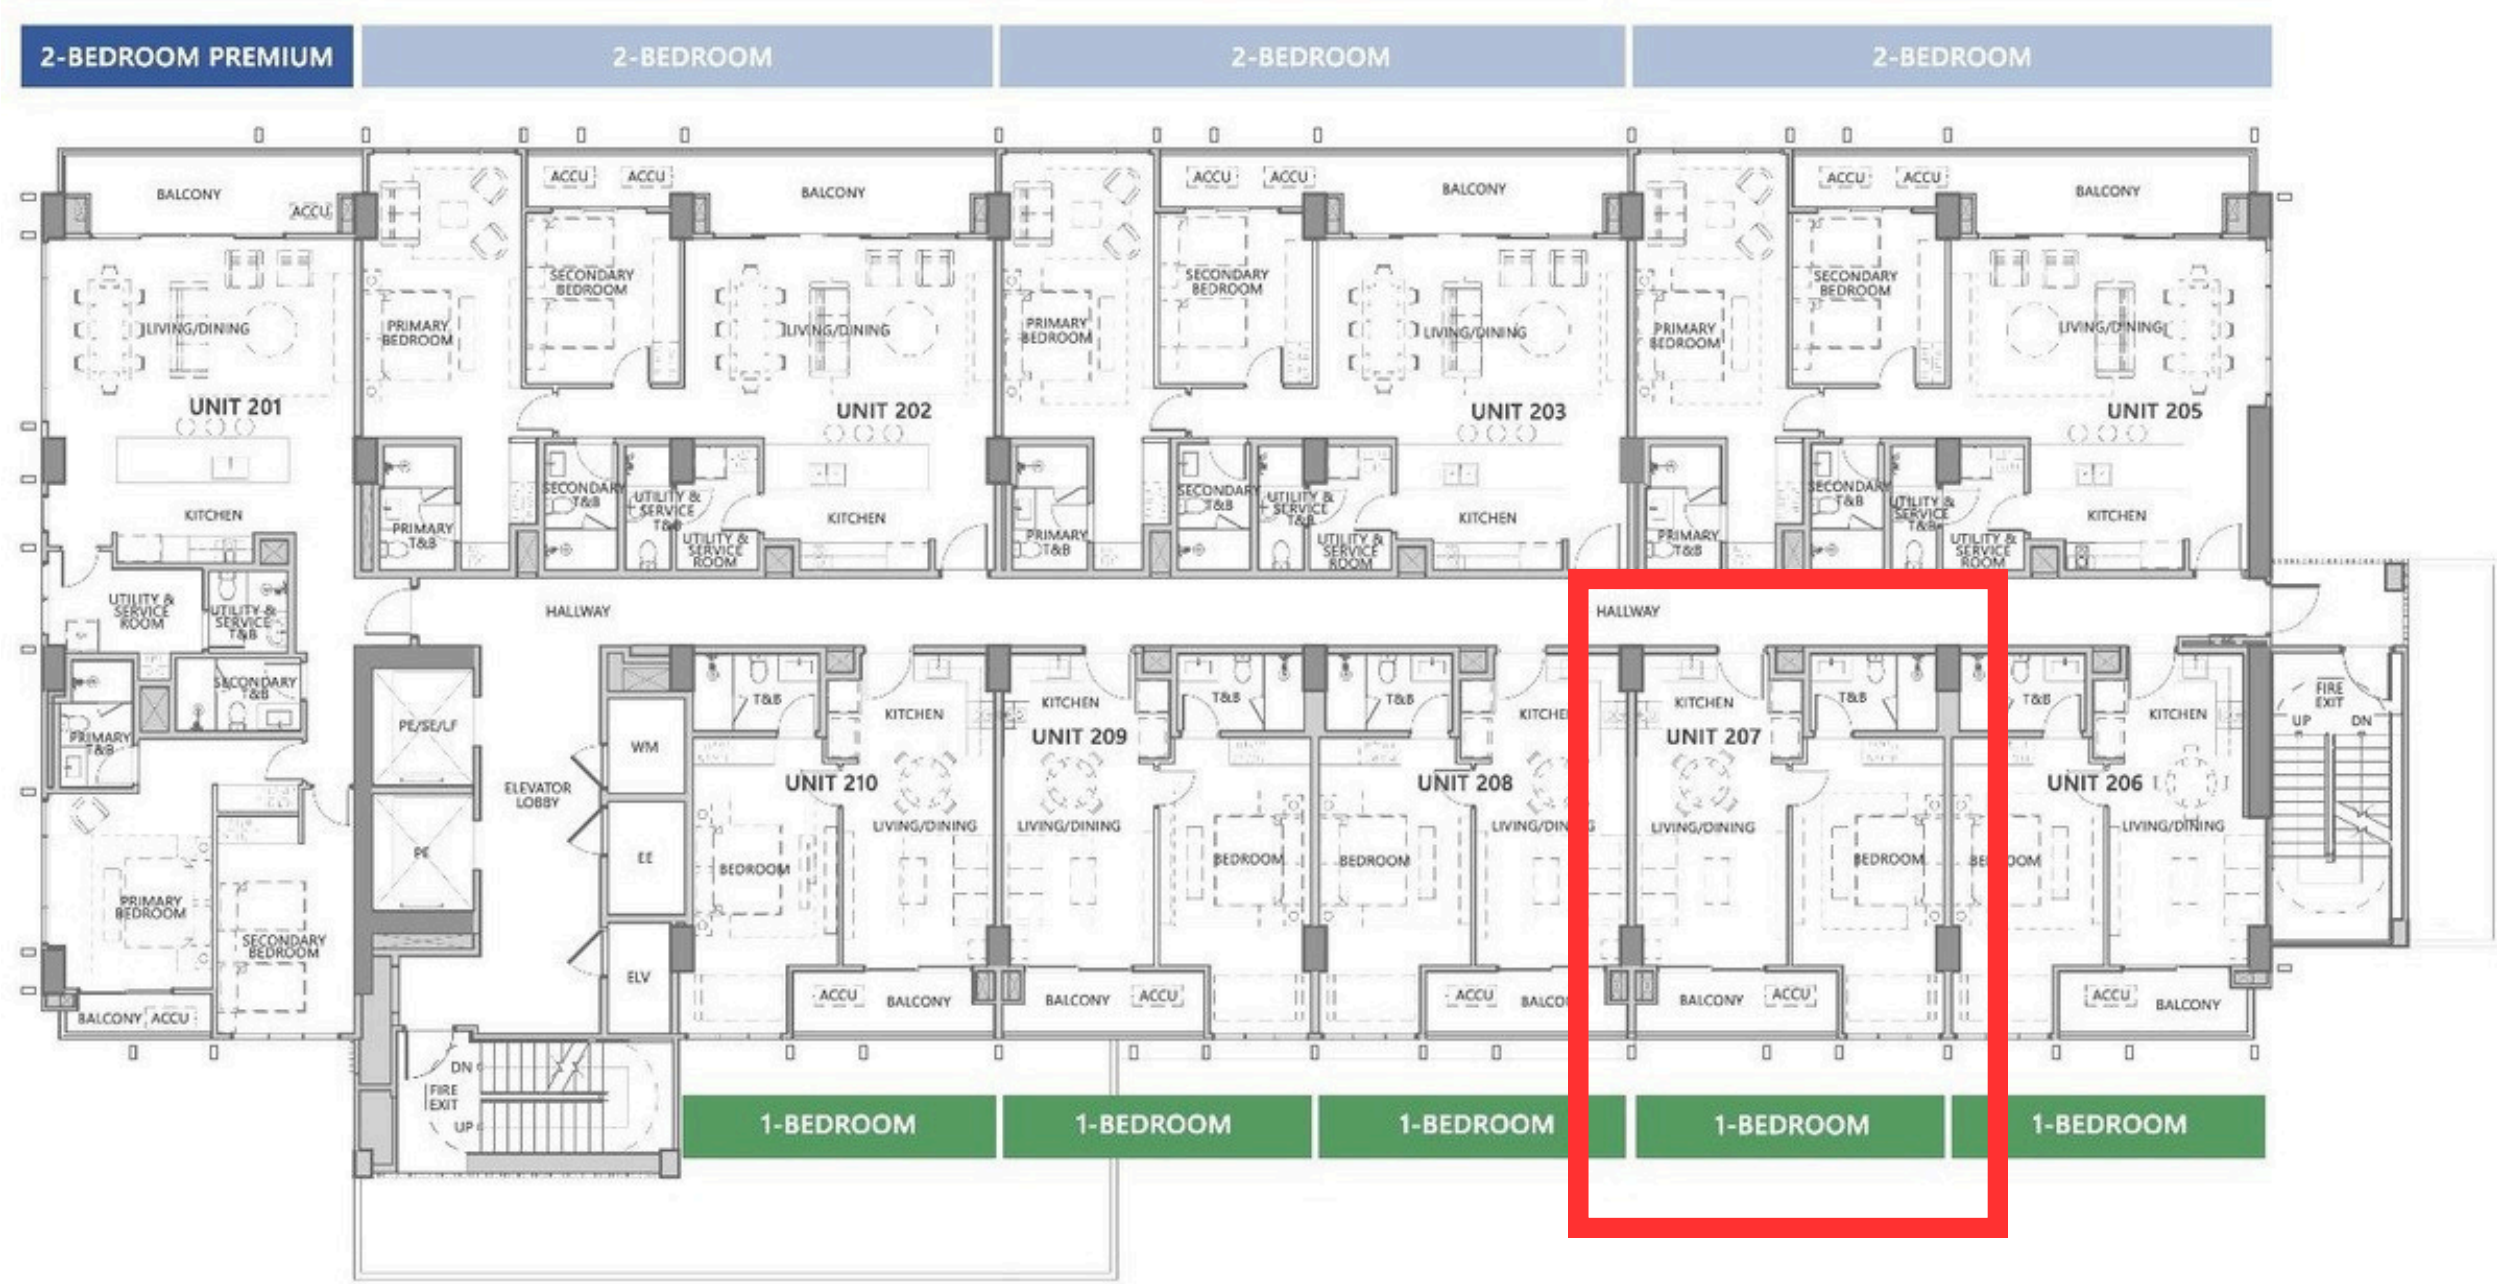 2-BEDROOM PREMIUM
2-BEDROOM
2-BEDROOM
2-BEDROOM
BALCONY
ACCU
LIVING/DINING
UNIT 201
KITCHEN
UTILITY &
SERVICE
ROOM
UTILITY &
SERVICE
T&B
SECONDARY
T&B
PRIMARY
T&B
PRIMARY
BEDROOM
SECONDARY
BEDROOM
BALCONY
ACCU
ACCU
ACCU
BALCONY
SECONDARY
BEDROOM
PRIMARY
BEDROOM
LIVING/DINING
UNIT 202
SECONDARY
T&B
UTILITY &
SERVICE
T&B
PRIMARY
T&B
UTILITY &
SERVICE
ROOM
KITCHEN
ACCU
ACCU
BALCONY
SECONDARY
BEDROOM
PRIMARY
BEDROOM
LIVING/DINING
UNIT 203
SECONDARY
T&B
UTILITY &
SERVICE
T&B
PRIMARY
T&B
UTILITY &
SERVICE
ROOM
KITCHEN
ACCU
ACCU
BALCONY
SECONDARY
BEDROOM
PRIMARY
BEDROOM
LIVING/DINING
UNIT 205
SECONDARY
T&B
UTILITY &
SERVICE
T&B
PRIMARY
T&B
UTILITY &
SERVICE
ROOM
KITCHEN
HALLWAY
HALLWAY
PE/SE/LF
PE
ELEVATOR
LOBBY
WM
EE
ELV
DN
FIRE
EXIT
UP
T&B
KITCHEN
UNIT 210
LIVING/DINING
BEDROOM
ACCU
BALCONY
KITCHEN
T&B
UNIT 209
LIVING/DINING
BEDROOM
BALCONY
ACCU
T&B
KITCHE
UNIT 208
LIVING/DININ
BEDROOM
ACCU
BALCO
KITCHEN
T&B
UNIT 207
LIVING/DINING
BEDROOM
BALCONY
ACCU
T&B
KITCHEN
UNIT 206
LIVING/DINING
BEDROOM
ACCU
BALCONY
FIRE
EXIT
UP
DN
1-BEDROOM
1-BEDROOM
1-BEDROOM
1-BEDROOM
1-BEDROOM